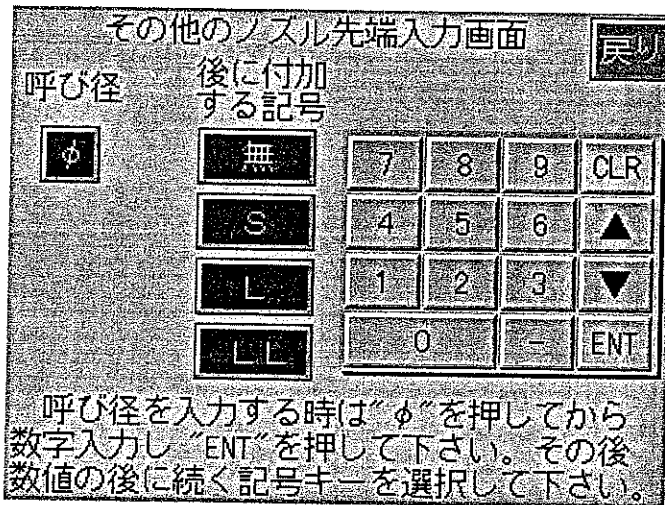 その他のノズル先端入力画面
戻り
呼び径
後に付加
する記号
φ
無
7 8 9 CLR
S
4 5 6 ▲
L
1 2 3 ▼
LL
0 - ENT
呼び径を入力する時は"φ"を押してから
数字入力し "ENT"を押して下さい。その後
数値の後に続く記号キーを選択して下さい。